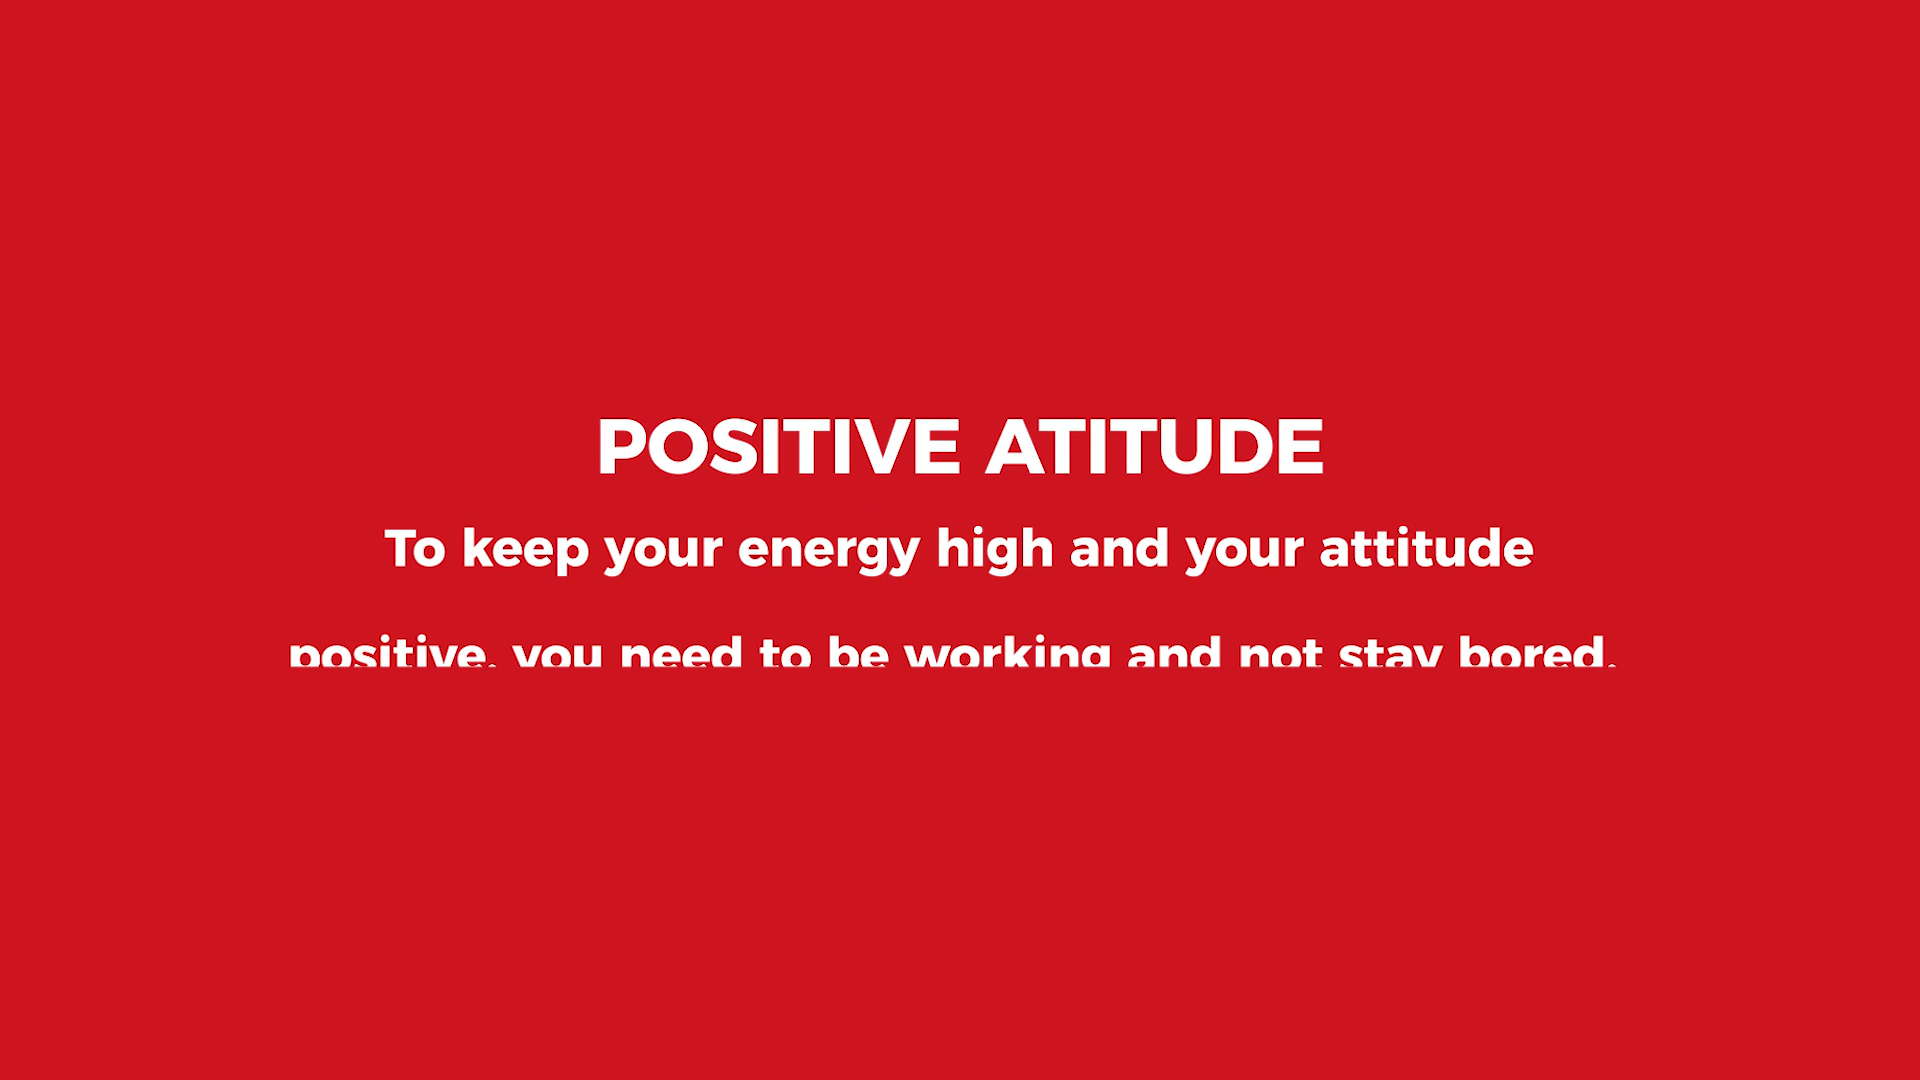 POSITIVE ATITUDE
To keep your energy high and your attitude
positive, you need to be working and not stay bored.